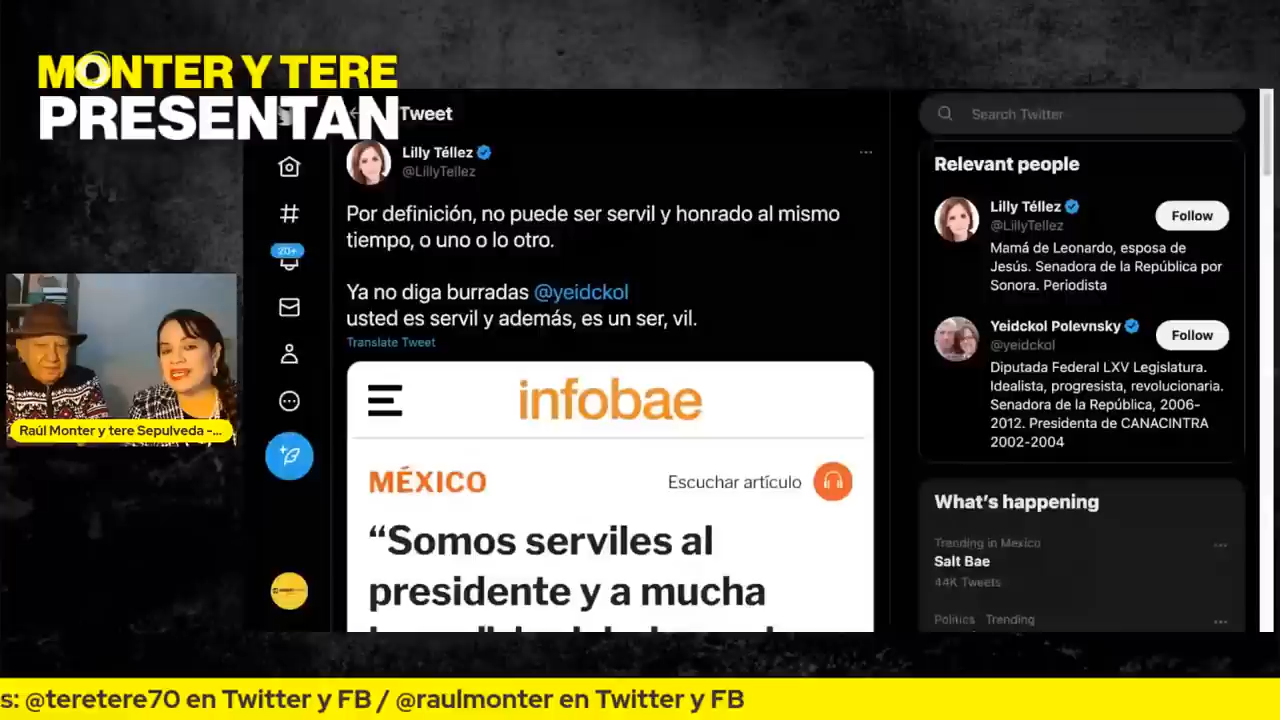 MONTER Y TERE
PRESENTAN
Tweet
Lilly Téllez
@LillyTellez
Por definición, no puede ser servil y honrado al mismo
tiempo, o uno o lo otro.
Ya no diga burradas @yeidckol
usted es servil y además, es un ser, vil.
Translate Tweet
infobae
MÉXICO
Escuchar artículo
“Somos serviles al
presidente y a mucha
20+
Search Twitter
Relevant people
Lilly Téllez
@LillyTellez
Follow
Mamá de Leonardo, esposa de
Jesús. Senadora de la República por
Sonora. Periodista
Yeidckol Polevnsky
@yeidckol
Follow
Diputada Federal LXV Legislatura.
Idealista, progresista, revolucionaria.
Senadora de la República, 2006-
2012. Presidenta de CANACINTRA
2002-2004
What’s happening
Trending in Mexico
Salt Bae
44K Tweets
Politics Trending
Raúl Monter y tere Sepulveda -...
s: @teretere70 en Twitter y FB / @raulmonter en Twitter y FB